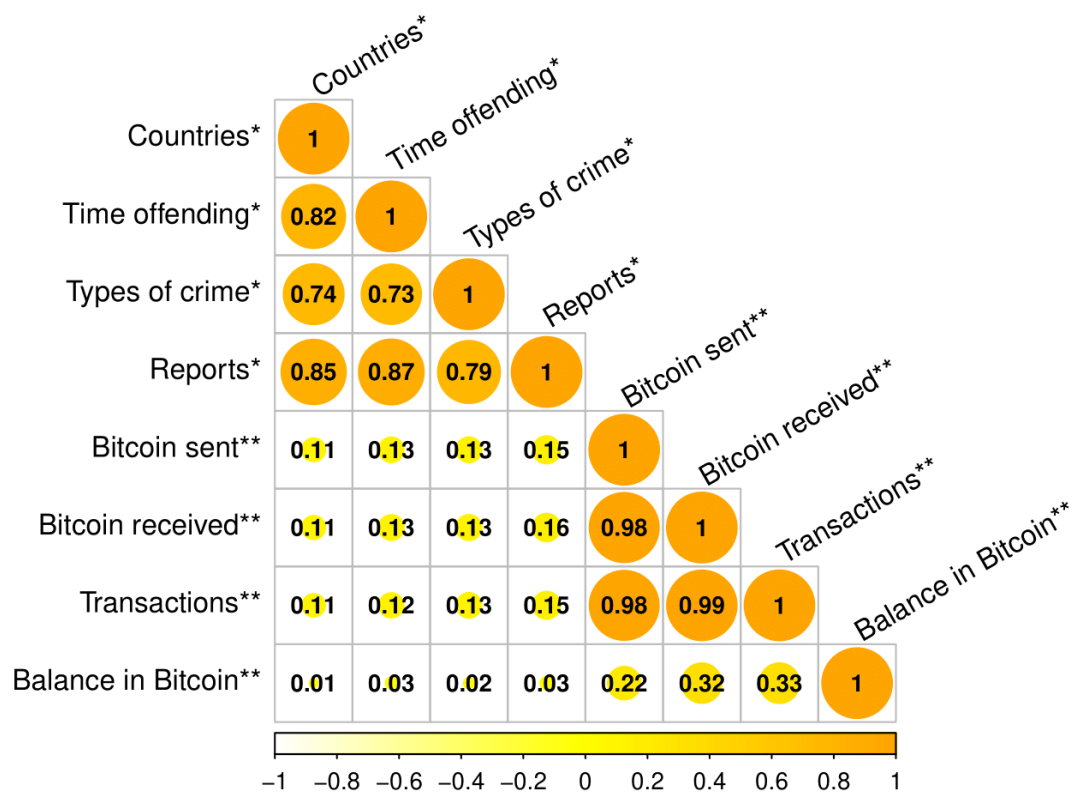 Countries*
Time offending*
Types of crime*
Reports*
Bitcoin sent**
Bitcoin received**
Transactions**
Balance in Bitcoin**
Countries* 1
Time offending* 0.82 1
Types of crime* 0.74 0.73 1
Reports* 0.85 0.87 0.79 1
Bitcoin sent** 0.11 0.13 0.13 0.15 1
Bitcoin received** 0.11 0.13 0.13 0.16 0.98 1
Transactions** 0.11 0.12 0.13 0.15 0.98 0.99 1
Balance in Bitcoin** 0.01 0.03 0.02 0.03 0.22 0.32 0.33 1
−1 −0.8 −0.6 −0.4 −0.2 0 0.2 0.4 0.6 0.8 1